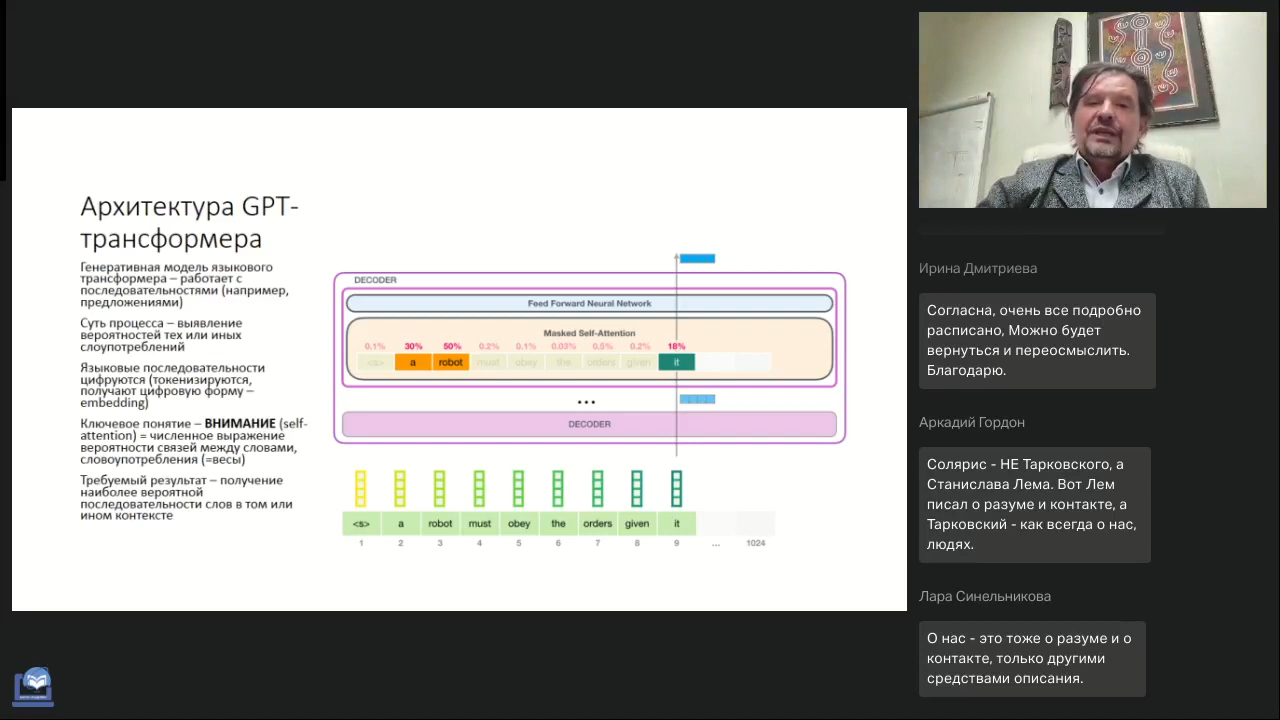 Архитектура GPT-
трансформера
Генеративная модель языкового
трансформера – работает с
последовательностями (например,
предложениями)
Суть процесса – выявление
вероятностей тех или иных
слоупотреблений
Языковые последовательности
цифруются (токенизируются,
получают цифровую форму –
embedding)
Ключевое понятие – ВНИМАНИЕ (self-
attention) = численное выражение
вероятности связей между словами,
словоупотребления (=весы)
Требуемый результат – получение
наиболее вероятной
последовательности слов в том или
ином контексте
DECODER
Feed Forward Neural Network
Masked Self-Attention
0.1% 30% 50% 0.2% 0.1% 0.03% 0.5% 0.2% 18%
<s> a robot must obey the orders given it
...
DECODER
<s> a robot must obey the orders given it
1 2 3 4 5 6 7 8 9 ... 1024
Ирина Дмитриева
Согласна, очень все подробно
расписано, Можно будет
вернуться и переосмыслить.
Благодарю.
Аркадий Гордон
Солярис - НЕ Тарковского, а
Станислава Лема. Вот Лем
писал о разуме и контакте, а
Тарковский - как всегда о нас,
людях.
Лара Синельникова
О нас - это тоже о разуме и о
контакте, только другими
средствами описания.